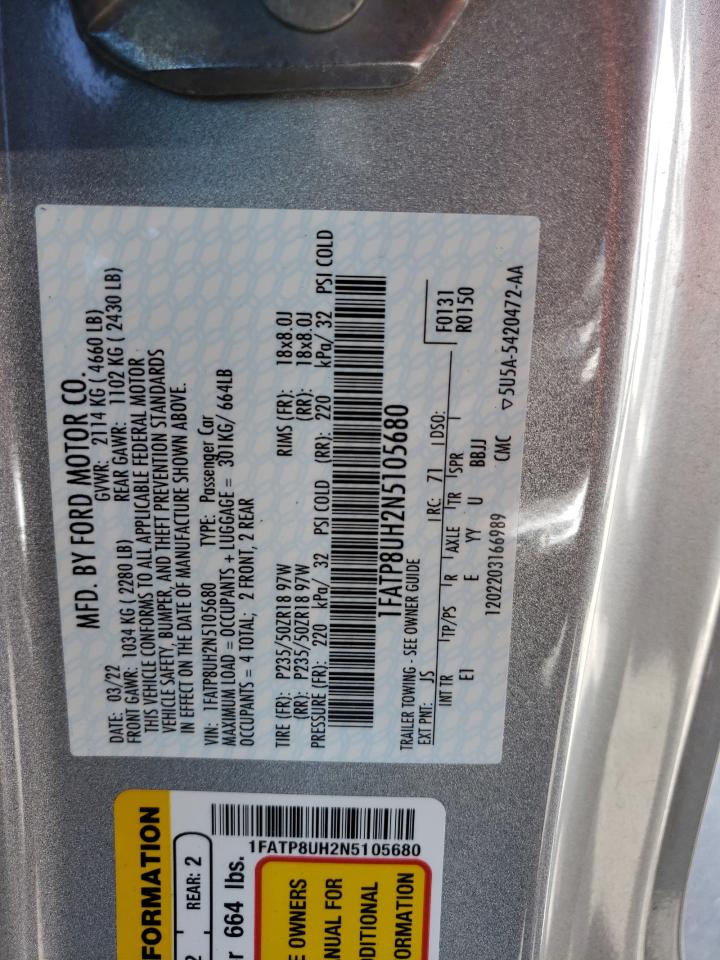 MFD. BY FORD MOTOR CO.
DATE: 03/22 GVWR: 2114 KG ( 4660 LB)
FRONT GAWR: 1034 KG ( 2280 LB) REAR GAWR: 1102 KG ( 2430 LB)
THIS VEHICLE CONFORMS TO ALL APPLICABLE FEDERAL MOTOR
VEHICLE SAFETY, BUMPER, AND THEFT PREVENTION STANDARDS
IN EFFECT ON THE DATE OF MANUFACTURE SHOWN ABOVE.
VIN: 1FATP8UH2N5105680 TYPE: Passenger Car
MAXIMUM LOAD = OCCUPANTS + LUGGAGE = 301KG/ 664LB
OCCUPANTS = 4 TOTAL; 2 FRONT, 2 REAR
TIRE (FR): P235/50ZR18 97W RIMS (FR): 18x8.0J
(RR): P235/50ZR18 97W (RR): 18x8.0J
PRESSURE (FR): 220 kPa/ 32 PSI COLD (RR): 220 kPa/ 32 PSI COLD
1FATP8UH2N5105680
TRAILER TOWING - SEE OWNER GUIDE
EXT PNT: JS RC: 71 DSO: F0131
R0150
INT TR TP/PS R AXLE TR SPR
E1 E YY U BBJJ
1202203166989 CMC ▽5U5A-5420472-AA
FORMATION
REAR: 2
664 lbs.
1FATP8UH2N5105680
OWNERS
FOR